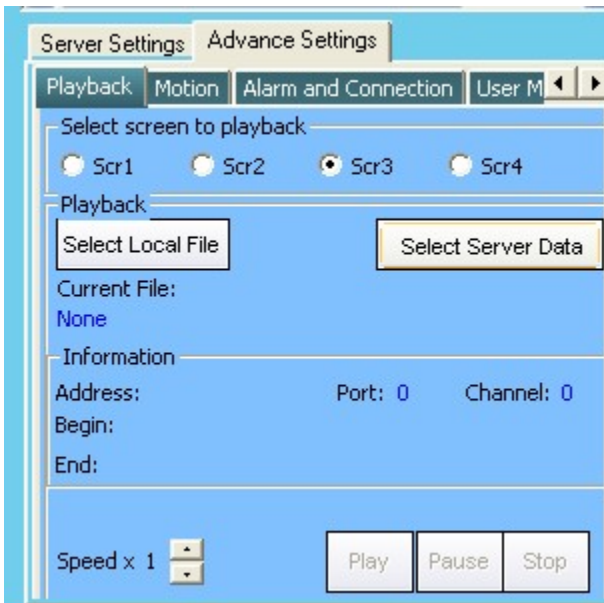 Server Settings Advance Settings
Playback Motion Alarm and Connection User M
Select screen to playback
Scr1 Scr2 Scr3 Scr4
Playback
Select Local File Select Server Data
Current File:
None
Information
Address: Port: 0 Channel: 0
Begin:
End:
Speed x 1 Play Pause Stop